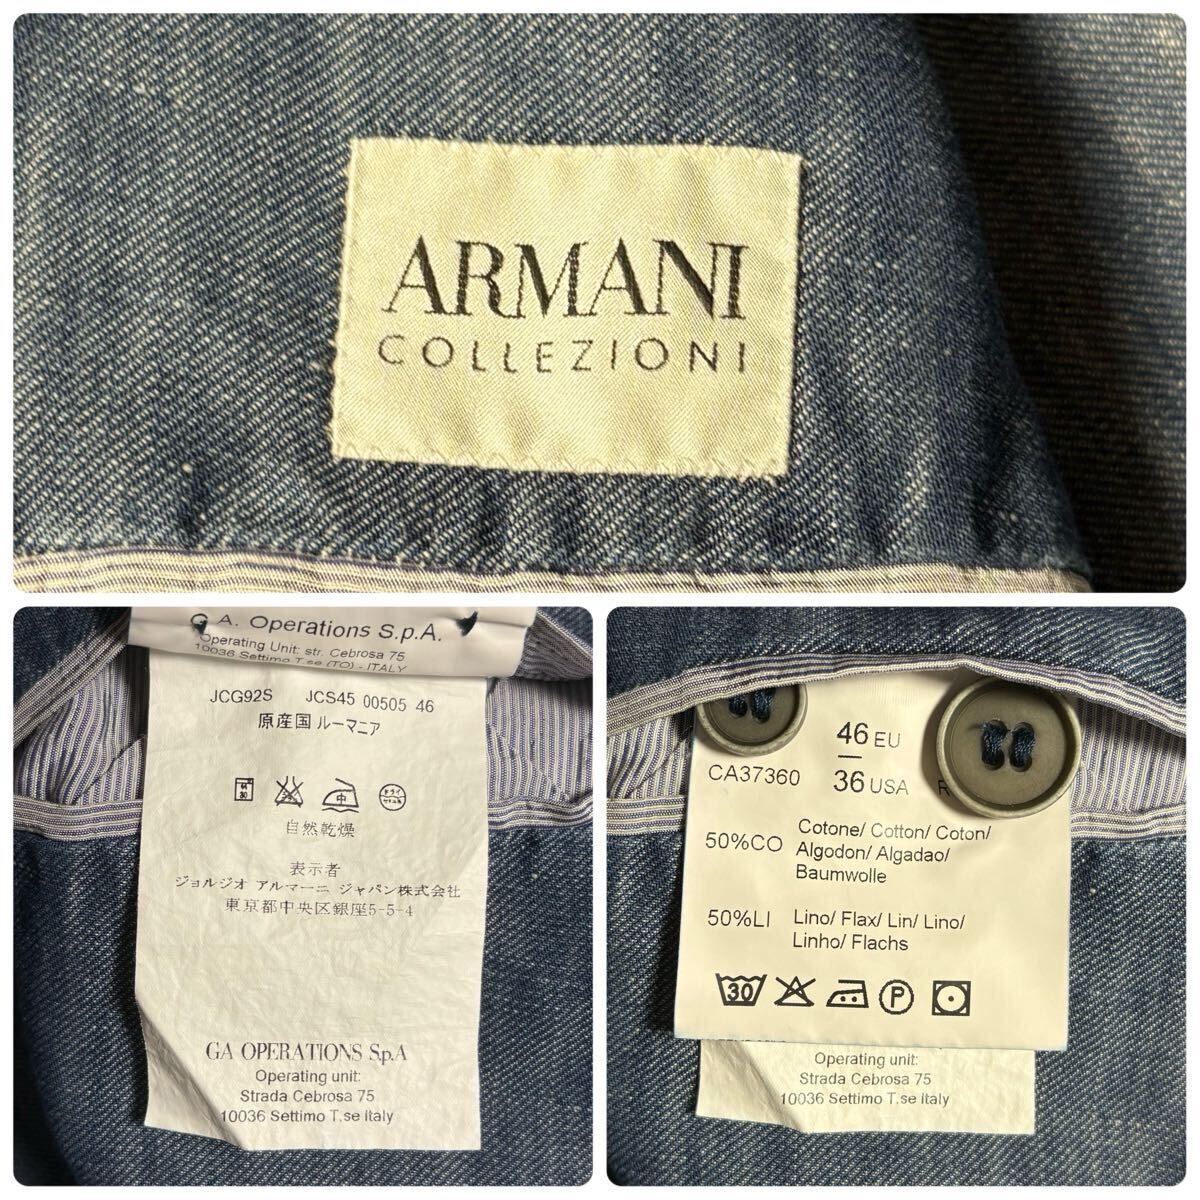 ARMANI
COLLEZIONI
G.A. Operations S.p.A.
Operating Unit: str. Cebrosa 75
10036 Settimo T.se (TO) - ITALY
JCG92S JCS45 00505 46
原産国 ルーマニア
中
自然乾燥
表示者
ジョルジオ アルマーニ ジャパン株式会社
東京都中央区銀座5-5-4
GA OPERATIONS S.p.A
Operating unit:
Strada Cebrosa 75
10036 Settimo T.se Italy
46 EU
CA37360
36 USA
50%CO Cotone/ Cotton/ Coton/
Algodon/ Algadao/
Baumwolle
50%LI Lino/ Flax/ Lin/ Lino/
Linho/ Flachs
30 P
Operating unit:
Strada Cebrosa 75
10036 Settimo T.se Italy